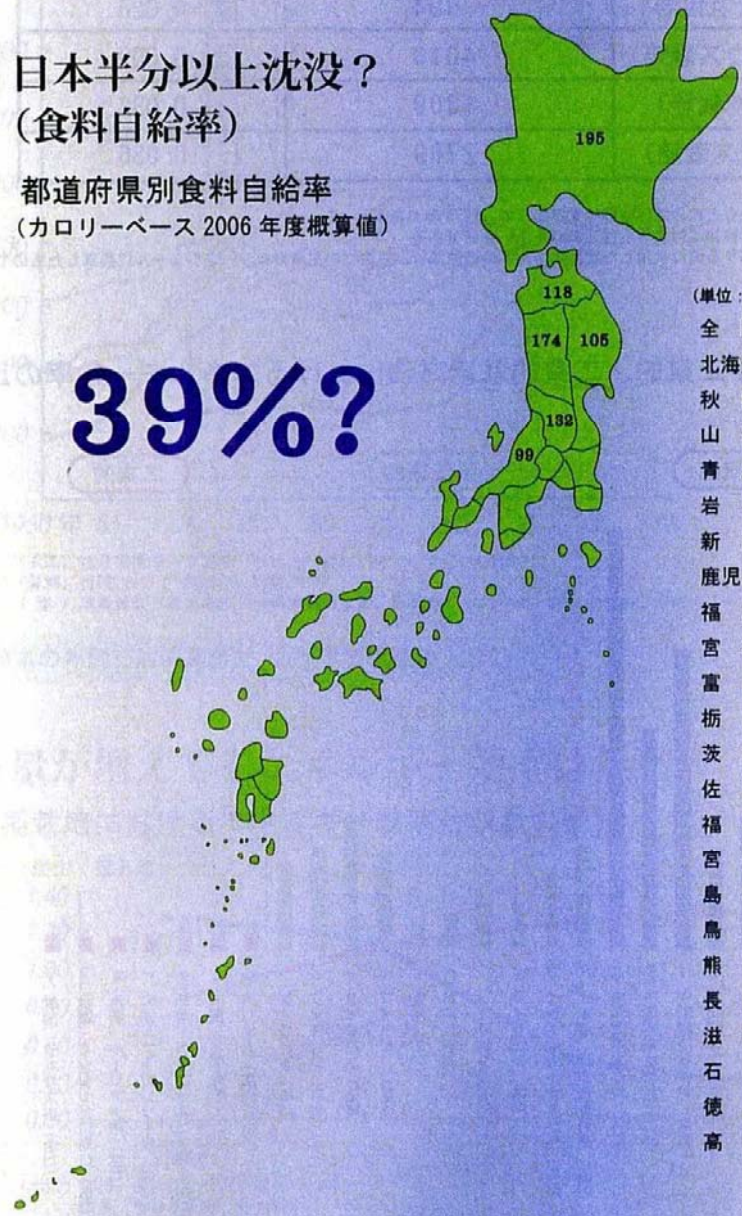 日本半分以上沈没？
(食料自給率)
都道府県別食料自給率
(カロリーベース 2006 年度概算値)
39%?
195
118
174 105
132
99
(単位：
全
北海
秋
山
青
岩
新
鹿児
福
宮
富
栃
茨
佐
福
宮
島
鳥
熊
長
滋
石
徳
高